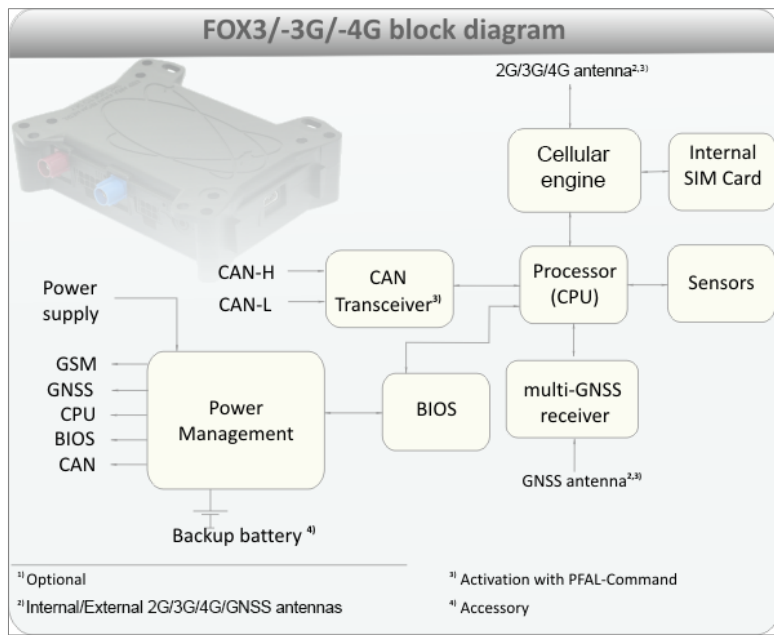 FOX3/-3G/-4G block diagram
2G/3G/4G antenna2,3)
Cellular
engine
Internal
SIM Card
CAN-H
CAN-L
CAN
Transceiver3)
Processor
(CPU)
Sensors
Power
supply
GSM
GNSS
CPU
BIOS
CAN
Power
Management
BIOS
multi-GNSS
receiver
GNSS antenna2,3)
Backup battery 4)
1) Optional
2) Internal/External 2G/3G/4G/GNSS antennas
3) Activation with PFAL-Command
4) Accessory